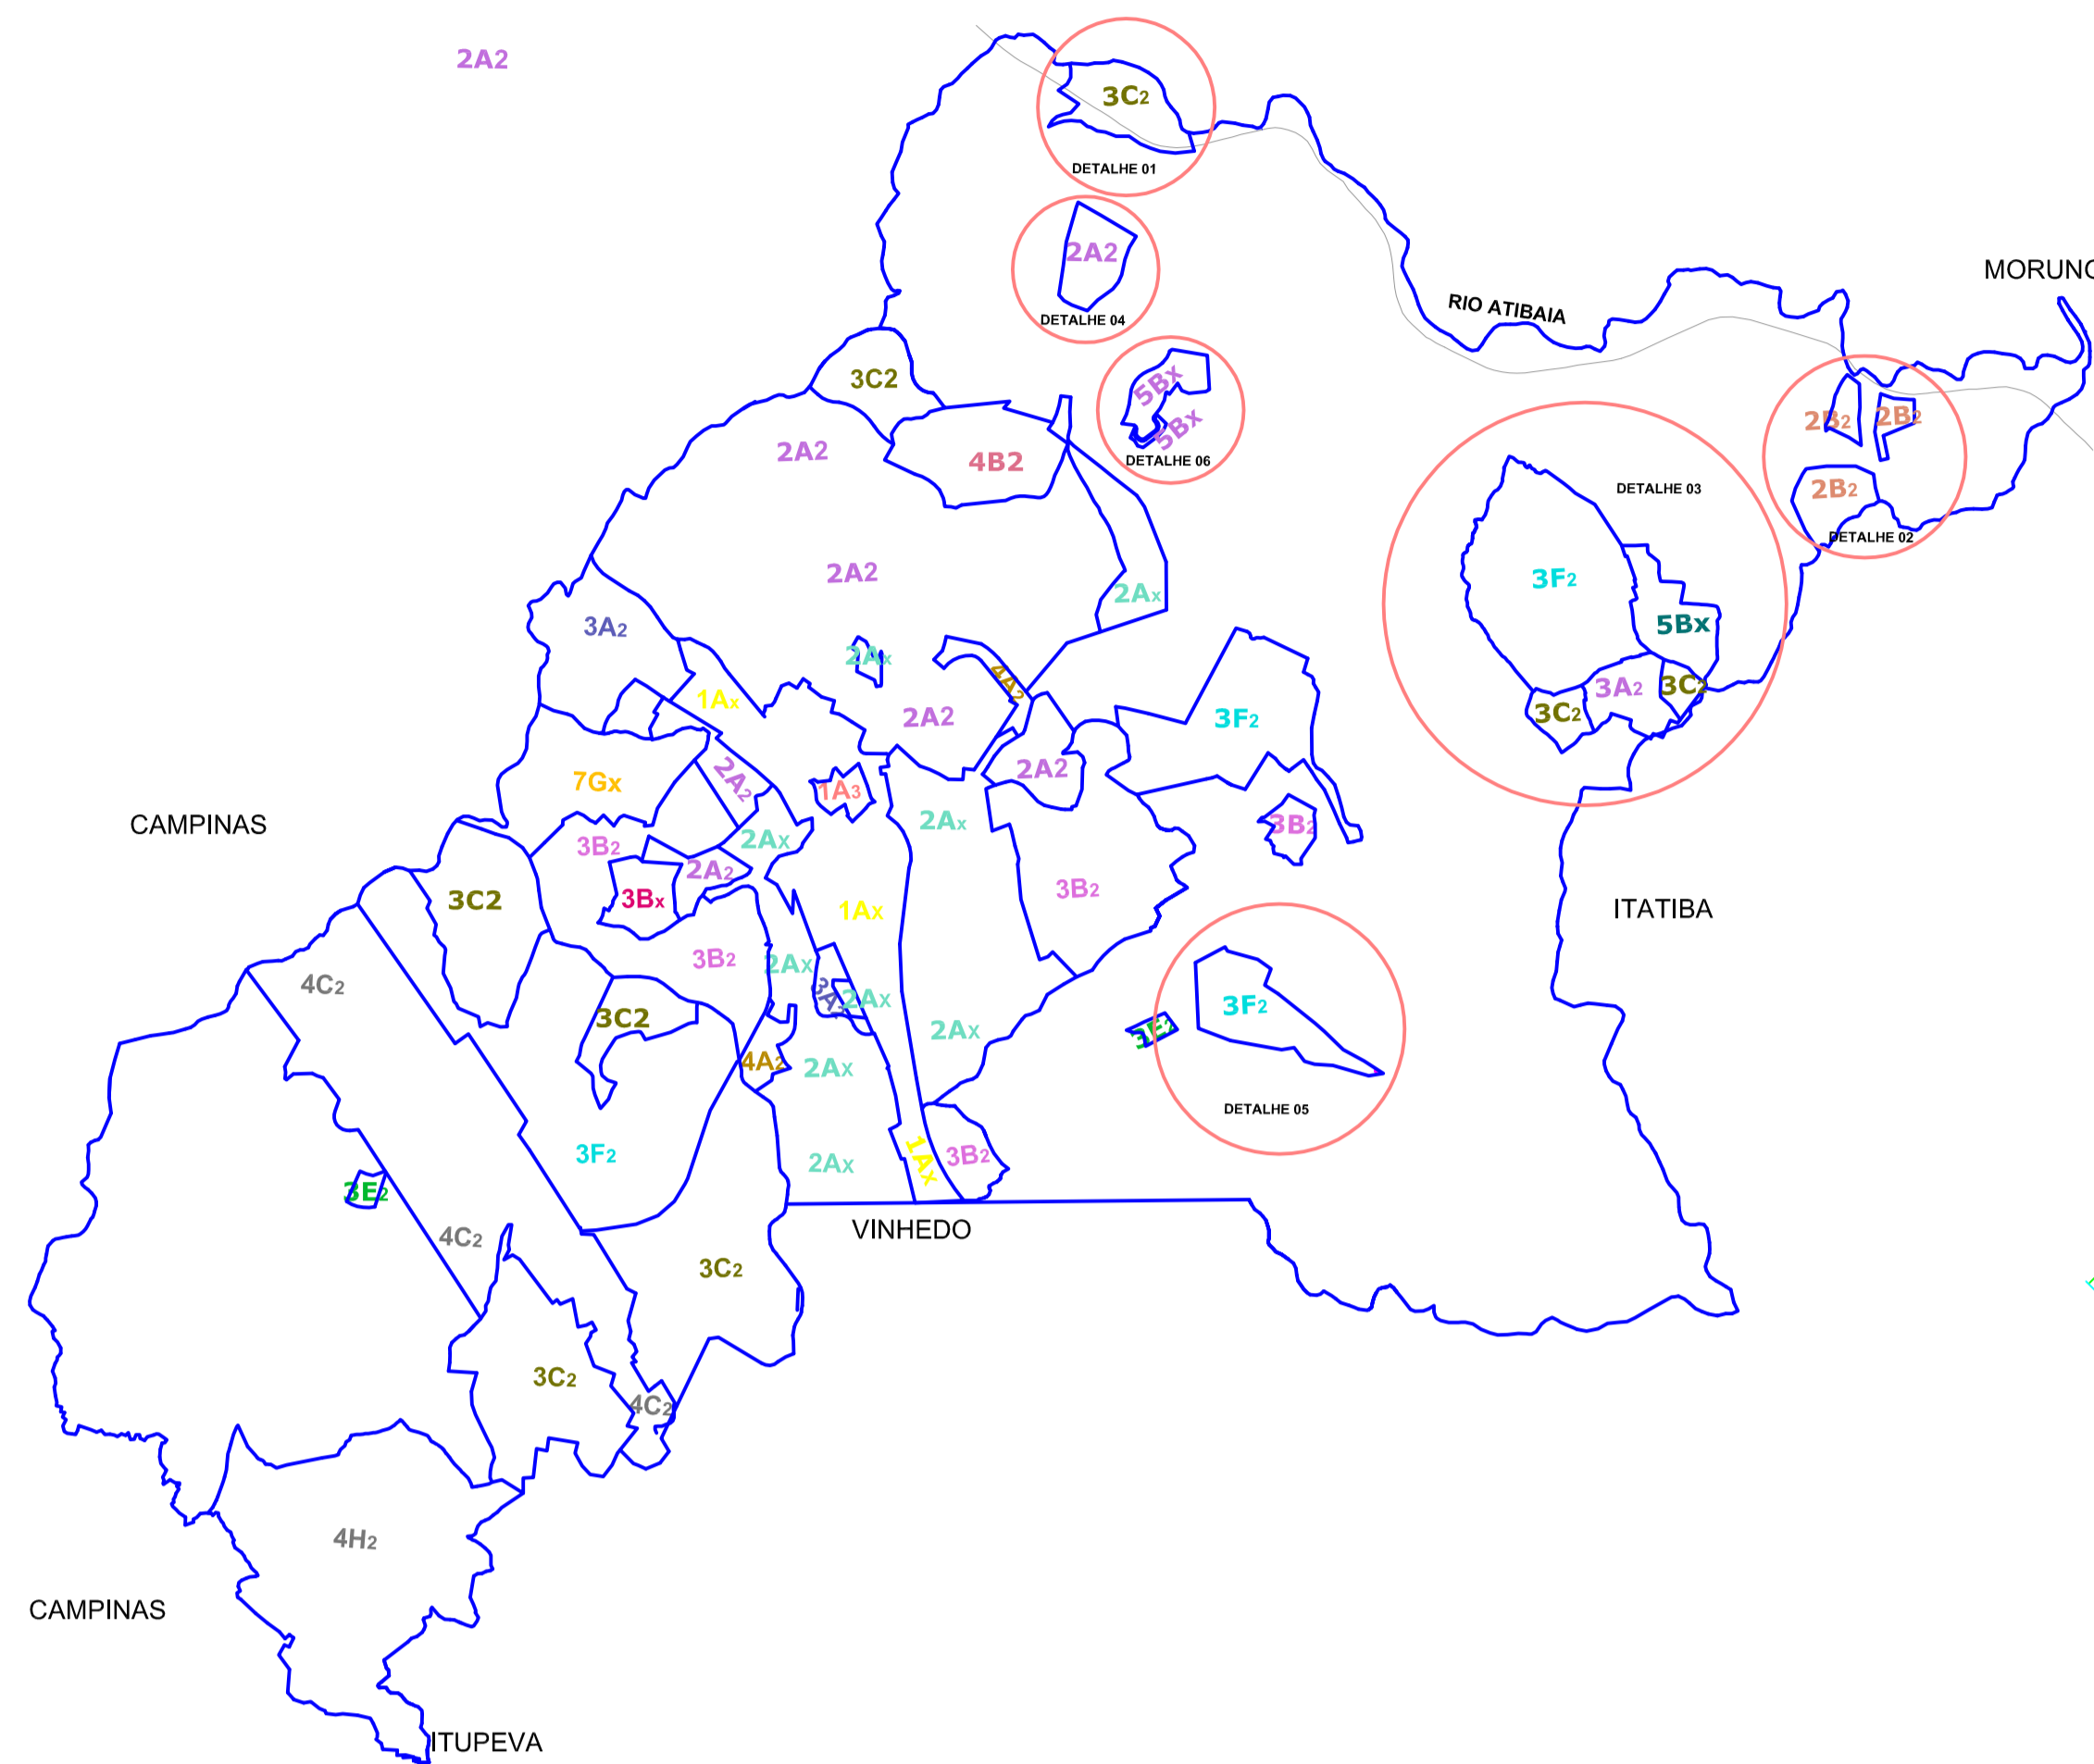 2A2
3C2
DETALHE 01
2A2
DETALHE 04
MORUNG
RIO ATIBAIA
3C2
5Bx
5Bx
DETALHE 06
2B2
2B2
2A2
4B2
DETALHE 03
2B2
DETALHE 02
2A2
2Ax
3F2
3A2
5Bx
2Ax
4A2
3A2
3C2
1Ax
2A2
3F2
3C2
7Gx
2A2
1A3
2A2
CAMPINAS
2Ax
3B2
3B2
2Ax
2A2
3C2
3Bx
1Ax
3B2
ITATIBA
3B2
2Ax
4C2
2Ax
3F2
3C2
2Ax
3E2
4A2
2Ax
DETALHE 05
3F2
2Ax
1Ax
3B2
3E2
4C2
VINHEDO
3C2
3C2
4C2
4H2
CAMPINAS
ITUPEVA